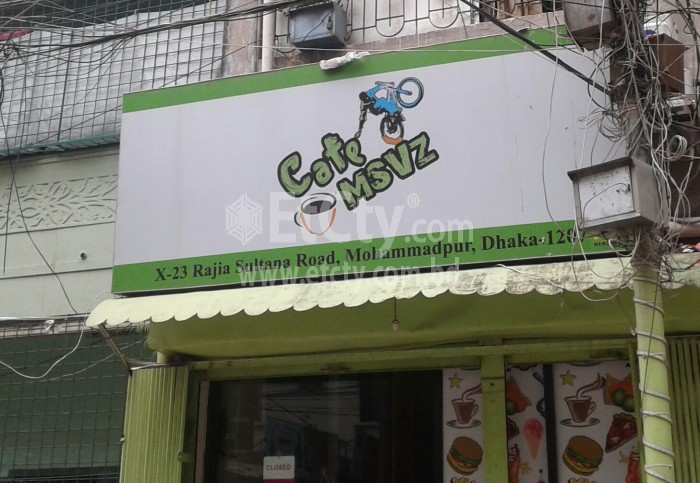 Cafe
MSVZ
EtCty.com
X-23 Rajia Sultana Road, Mohammadpur, Dhaka-120
www.etcty.com.bd
CLOSED